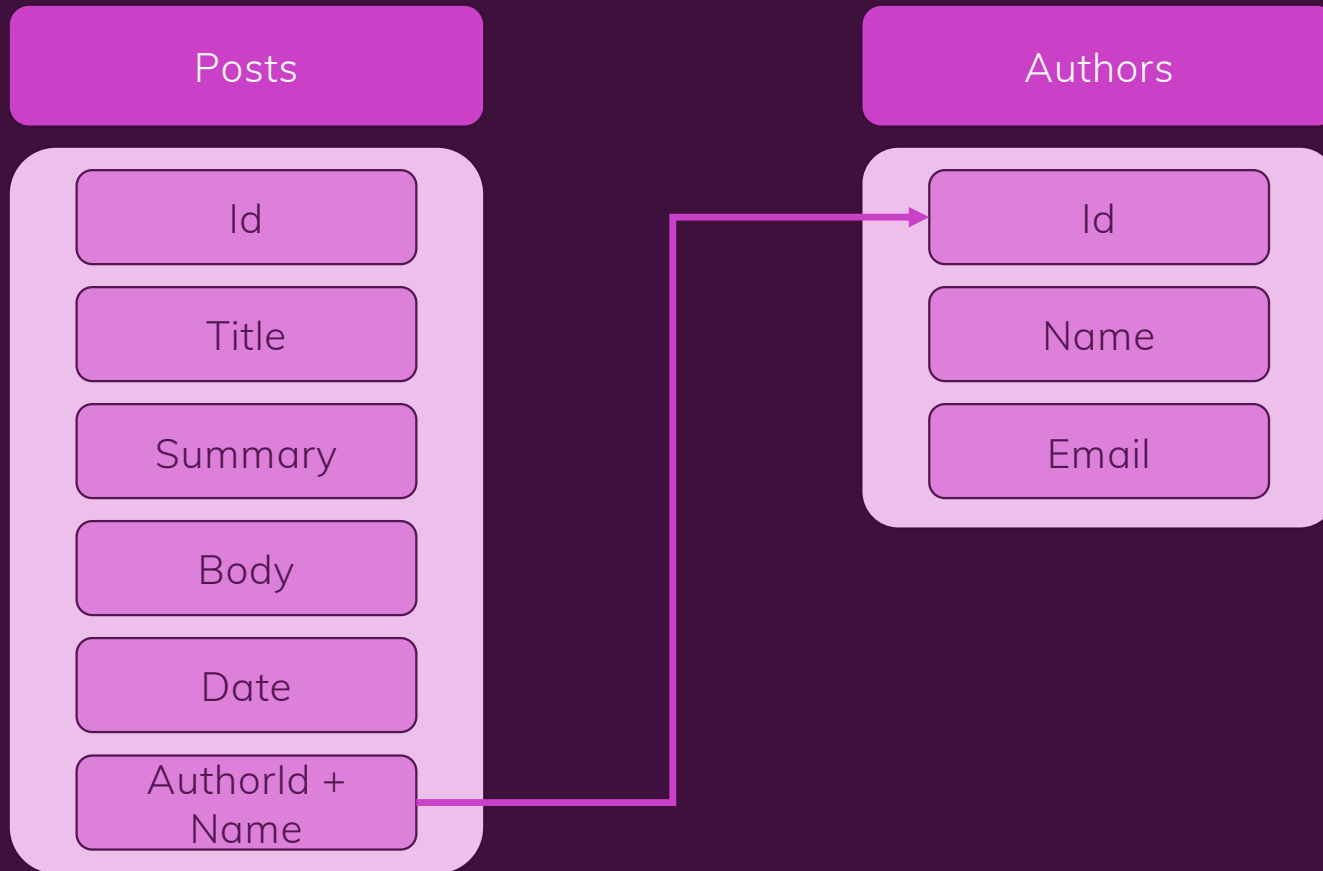 Posts
Id
Title
Summary
Body
Date
AuthorId +
Name
Authors
Id
Name
Email